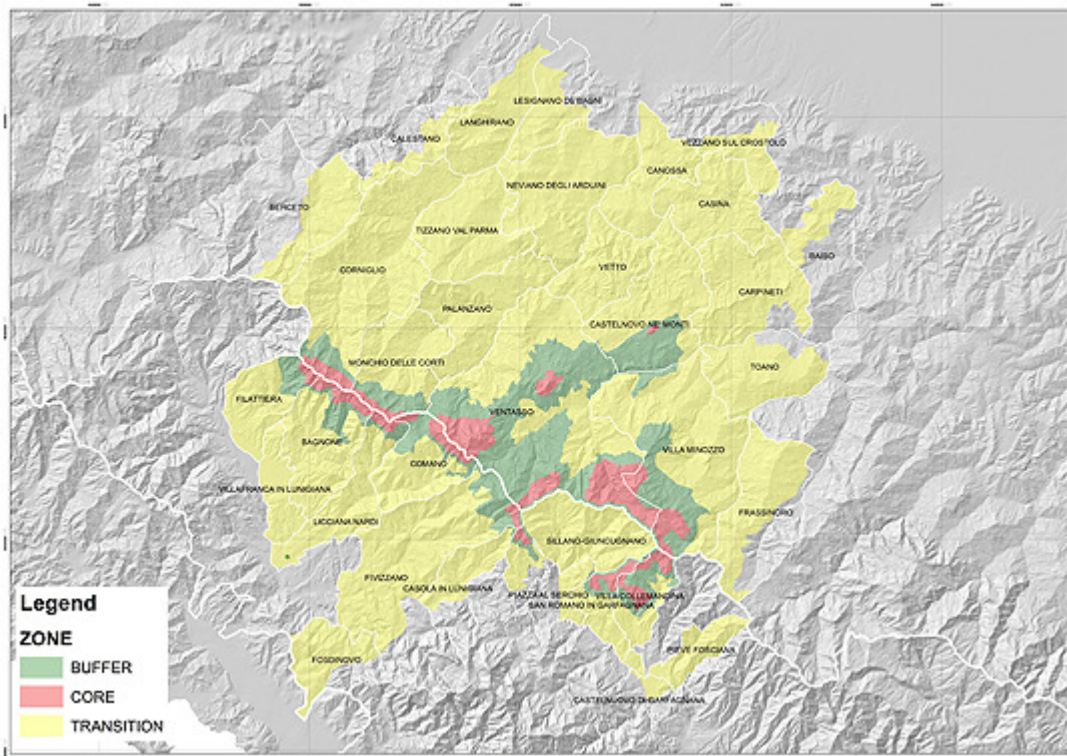 LESIGNANO DE' BAGNI
LANGHIRANO
CALESTANO
VEZZANO SUL CROSTOLO
CANOSSA
NEVIANO DEGLI ARDUINI
CASINA
BERCETO
TIZZANO VAL PARMA
BAISO
CORNIGLIO
VETTO
CARPINETI
PALANZANO
CASTELNOVO NE' MONTI
MONCHIO DELLE CORTI
TOANO
FILATTIERA
VENTASSO
BAGNONE
VILLA MINOZZO
COMANO
VILLAFRANCA IN LUNIGIANA
FRASSINORO
LICCIANA NARDI
SILLANO-GIUNCUGNANO
FIVIZZANO
CASOLA IN LUNIGIANA
PIAZZA AL SERCHIO
VILLA COLLEMANDINA
SAN ROMANO IN GARFAGNANA
PIEVE FOSCIANA
FOSDINOVO
CASTELNUOVO DI GARFAGNANA
Legend
ZONE
BUFFER
CORE
TRANSITION